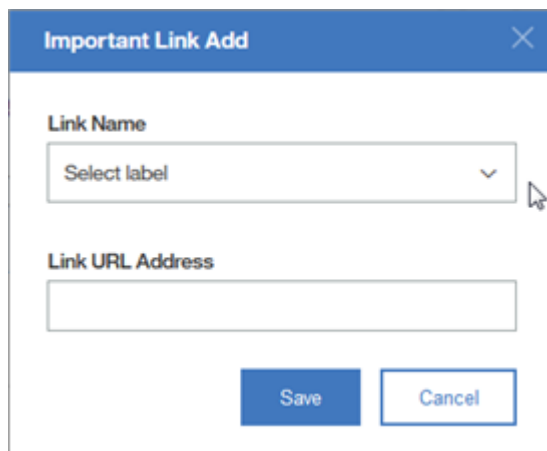 Important Link Add
Link Name
Select label
Link URL Address
Save
Cancel